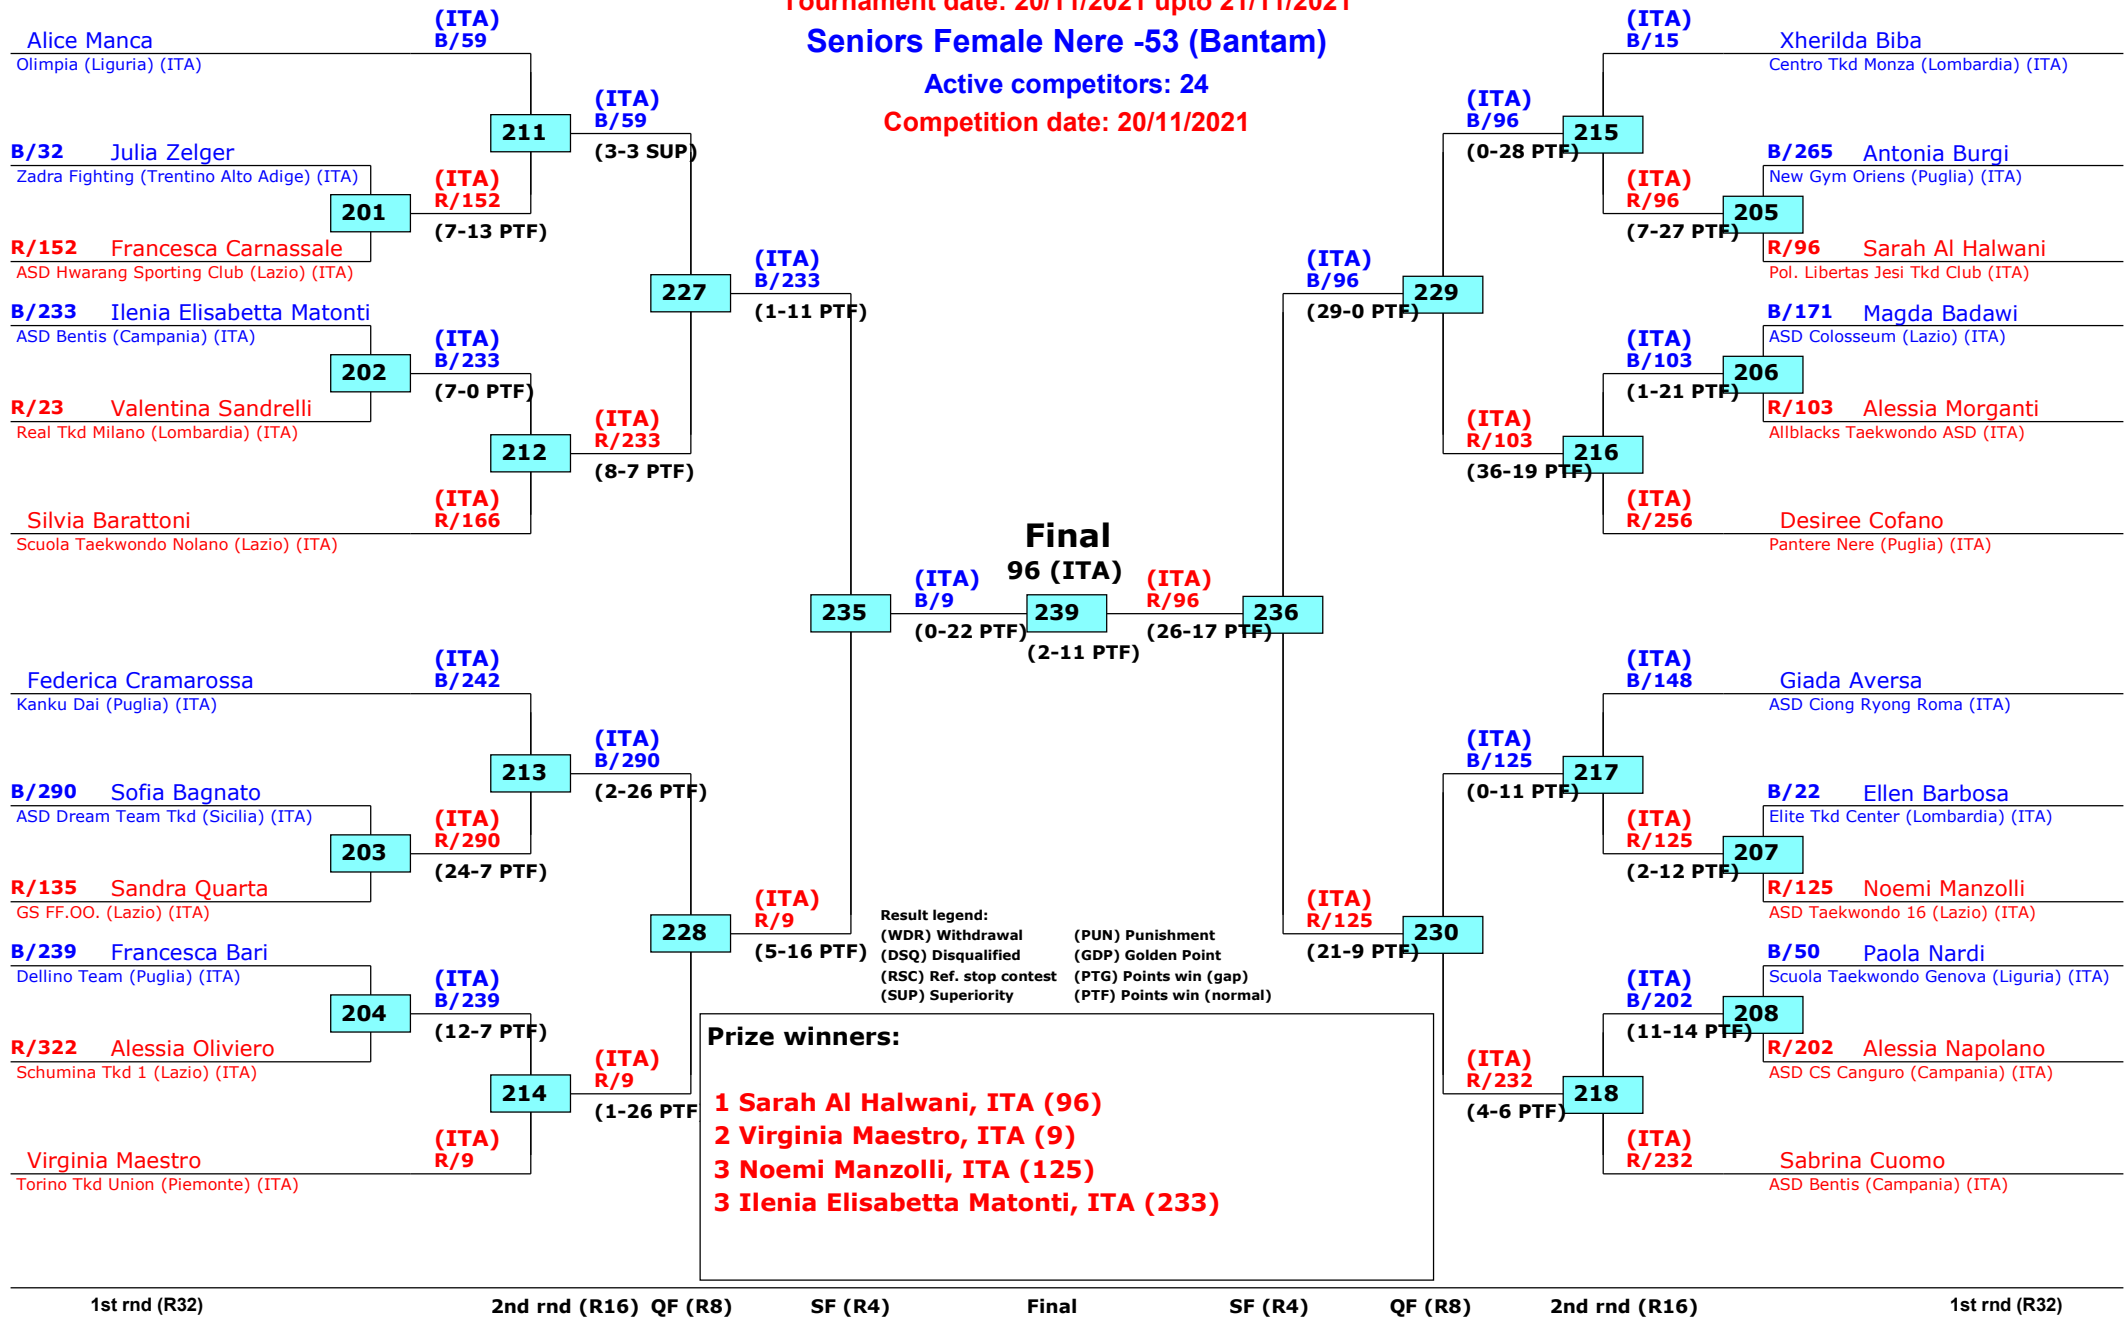 Tournament date: 20/11/2021 upto 21/11/2021
Seniors Female Nere -53 (Bantam)
Active competitors: 24
Competition date: 20/11/2021
Alice Manca
Olimpia (Liguria) (ITA)
(ITA)
B/59
B/32 Julia Zelger
Zadra Fighting (Trentino Alto Adige) (ITA)
201
R/152 Francesca Carnassale
ASD Hwarang Sporting Club (Lazio) (ITA)
(ITA)
R/152
(7-13 PTF)
211
(ITA)
B/59
(3-3 SUP)
B/233 Ilenia Elisabetta Matonti
ASD Bentis (Campania) (ITA)
202
R/23 Valentina Sandrelli
Real Tkd Milano (Lombardia) (ITA)
(ITA)
B/233
(7-0 PTF)
212
(ITA)
R/233
(8-7 PTF)
Silvia Barattoni
Scuola Taekwondo Nolano (Lazio) (ITA)
(ITA)
R/166
227
(ITA)
B/233
(1-11 PTF)
Federica Cramarossa
Kanku Dai (Puglia) (ITA)
(ITA)
B/242
B/290 Sofia Bagnato
ASD Dream Team Tkd (Sicilia) (ITA)
203
R/135 Sandra Quarta
GS FF.OO. (Lazio) (ITA)
(ITA)
R/290
(24-7 PTF)
213
(ITA)
B/290
(2-26 PTF)
B/239 Francesca Bari
Dellino Team (Puglia) (ITA)
204
R/322 Alessia Oliviero
Schumina Tkd 1 (Lazio) (ITA)
(ITA)
B/239
(12-7 PTF)
214
(ITA)
R/9
(1-26 PTF
Virginia Maestro
Torino Tkd Union (Piemonte) (ITA)
(ITA)
R/9
228
(ITA)
R/9
(5-16 PTF)
235
(ITA)
B/9
(0-22 PTF)
Final
96 (ITA)
239
(2-11 PTF)
(ITA)
R/96
(26-17 PTF)
236
(ITA)
B/96
(29-0 PTF)
229
(ITA)
B/96
(0-28 PTF)
215
(ITA)
B/15
Xherilda Biba
Centro Tkd Monza (Lombardia) (ITA)
(ITA)
R/96
(7-27 PTF)
205
B/265 Antonia Burgi
New Gym Oriens (Puglia) (ITA)
R/96 Sarah Al Halwani
Pol. Libertas Jesi Tkd Club (ITA)
(ITA)
R/103
(36-19 PTF)
216
(ITA)
B/103
(1-21 PTF)
206
B/171 Magda Badawi
ASD Colosseum (Lazio) (ITA)
R/103 Alessia Morganti
Allblacks Taekwondo ASD (ITA)
(ITA)
R/256
Desiree Cofano
Pantere Nere (Puglia) (ITA)
(ITA)
R/125
(21-9 PTF)
230
(ITA)
B/125
(0-11 PTF)
217
(ITA)
B/148
Giada Aversa
ASD Ciong Ryong Roma (ITA)
(ITA)
R/125
(2-12 PTF)
207
B/22 Ellen Barbosa
Elite Tkd Center (Lombardia) (ITA)
R/125 Noemi Manzolli
ASD Taekwondo 16 (Lazio) (ITA)
(ITA)
R/232
(4-6 PTF)
218
(ITA)
B/202
(11-14 PTF)
208
B/50 Paola Nardi
Scuola Taekwondo Genova (Liguria) (ITA)
R/202 Alessia Napolano
ASD CS Canguro (Campania) (ITA)
(ITA)
R/232
Sabrina Cuomo
ASD Bentis (Campania) (ITA)
Result legend:
(WDR) Withdrawal (PUN) Punishment
(DSQ) Disqualified (GDP) Golden Point
(RSC) Ref. stop contest (PTG) Points win (gap)
(SUP) Superiority (PTF) Points win (normal)
Prize winners:
1 Sarah Al Halwani, ITA (96)
2 Virginia Maestro, ITA (9)
3 Noemi Manzolli, ITA (125)
3 Ilenia Elisabetta Matonti, ITA (233)
1st rnd (R32) 2nd rnd (R16) QF (R8) SF (R4) Final SF (R4) QF (R8) 2nd rnd (R16) 1st rnd (R32)